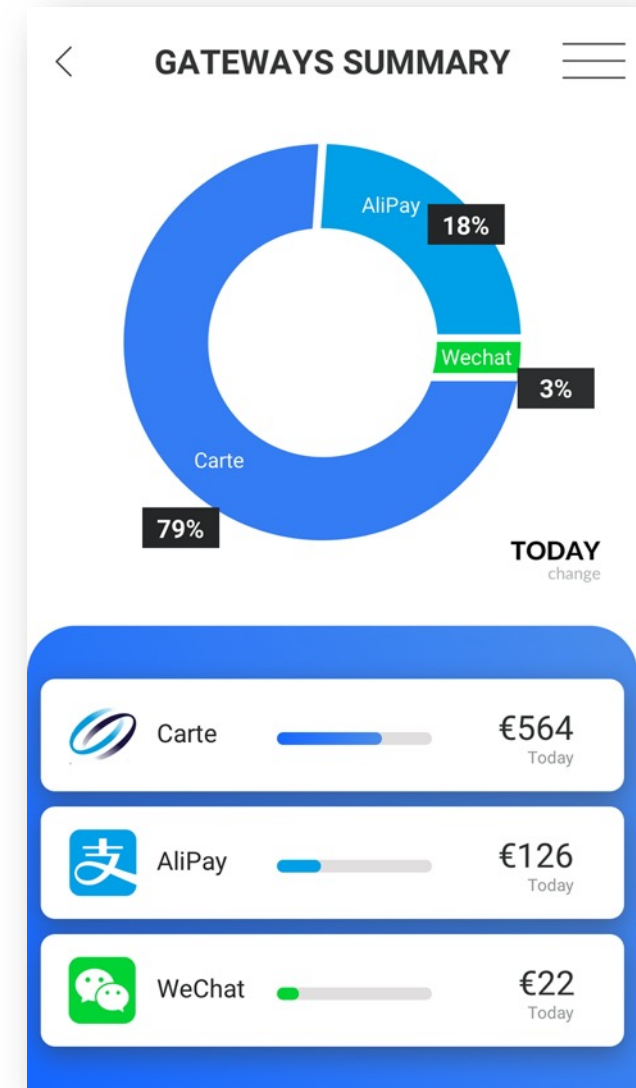 GATEWAYS SUMMARY
AliPay
18%
Wechat
3%
Carte
79%
TODAY
change
Carte
€564
Today
支
AliPay
€126
Today
WeChat
€22
Today